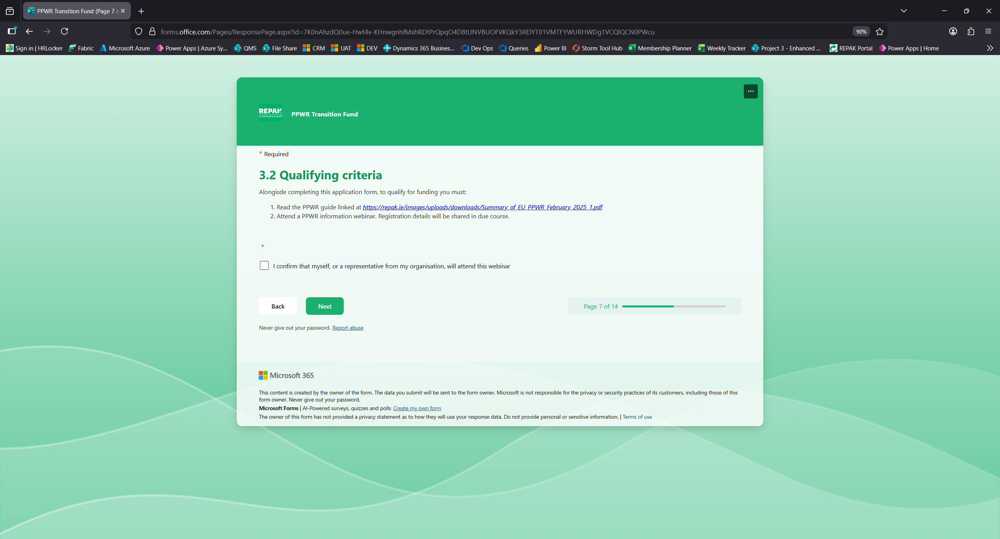 PPWR Transition Fund (Page 7 o
forms.office.com/Pages/ResponsePage.aspx?id=7K0nAhzdQ0ue-Hwt4v-KHnwgnhfMxhRDtPrQpqO4D8tUNVBUOFVKQkY3RElYT01VMTFYWURHWDg1VCQlQCN0PWcu
90%
Sign in | HRLocker
Fabric
Microsoft Azure
Power Apps | Azure Sy...
QMS
File Share
CRM
UAT
DEV
Dynamics 365 Busines...
Dev Ops
Queries
Power BI
Storm Tool Hub
Membership Planner
Weekly Tracker
Project 3 - Enhanced ...
REPAK Portal
Power Apps | Home
REPAK
PROUDLY SUPPORTING
A CIRCULAR ECONOMY
PPWR Transition Fund
* Required
3.2 Qualifying criteria
Alongisde completing this application form, to qualify for funding you must:
1. Read the PPWR guide linked at https://repak.ie/images/uploads/downloads/Summary_of_EU_PPWR_February_2025_1.pdf
2. Attend a PPWR information webinar. Registration details will be shared in due course.
*
I confirm that myself, or a representative from my organisation, will attend this webinar
Back
Next
Page 7 of 14
Never give out your password. Report abuse
Microsoft 365
This content is created by the owner of the form. The data you submit will be sent to the form owner. Microsoft is not responsible for the privacy or security practices of its customers, including those of this
form owner. Never give out your password.
Microsoft Forms | AI-Powered surveys, quizzes and polls Create my own form
The owner of this form has not provided a privacy statement as to how they will use your response data. Do not provide personal or sensitive information. | Terms of use